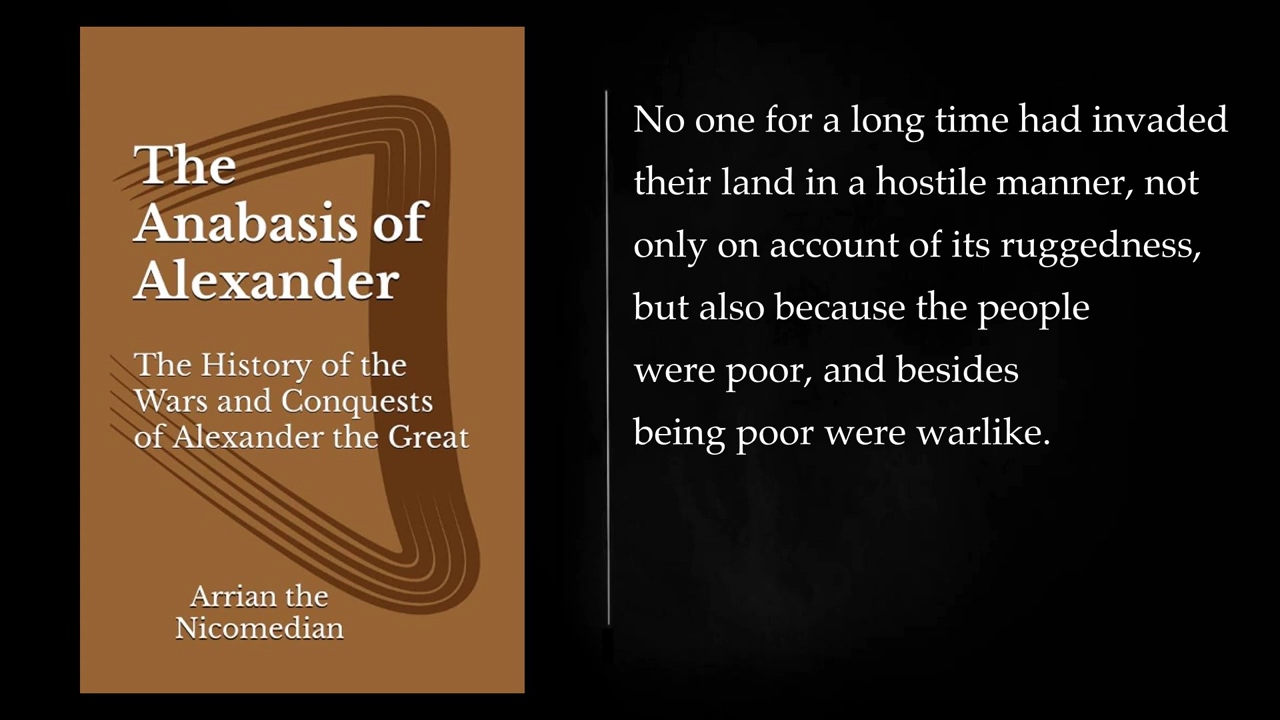 The
Anabasis of
Alexander
The History of the
Wars and Conquests
of Alexander the Great
Arrian the
Nicomedian
No one for a long time had invaded
their land in a hostile manner, not
only on account of its ruggedness,
but also because the people
were poor, and besides
being poor were warlike.